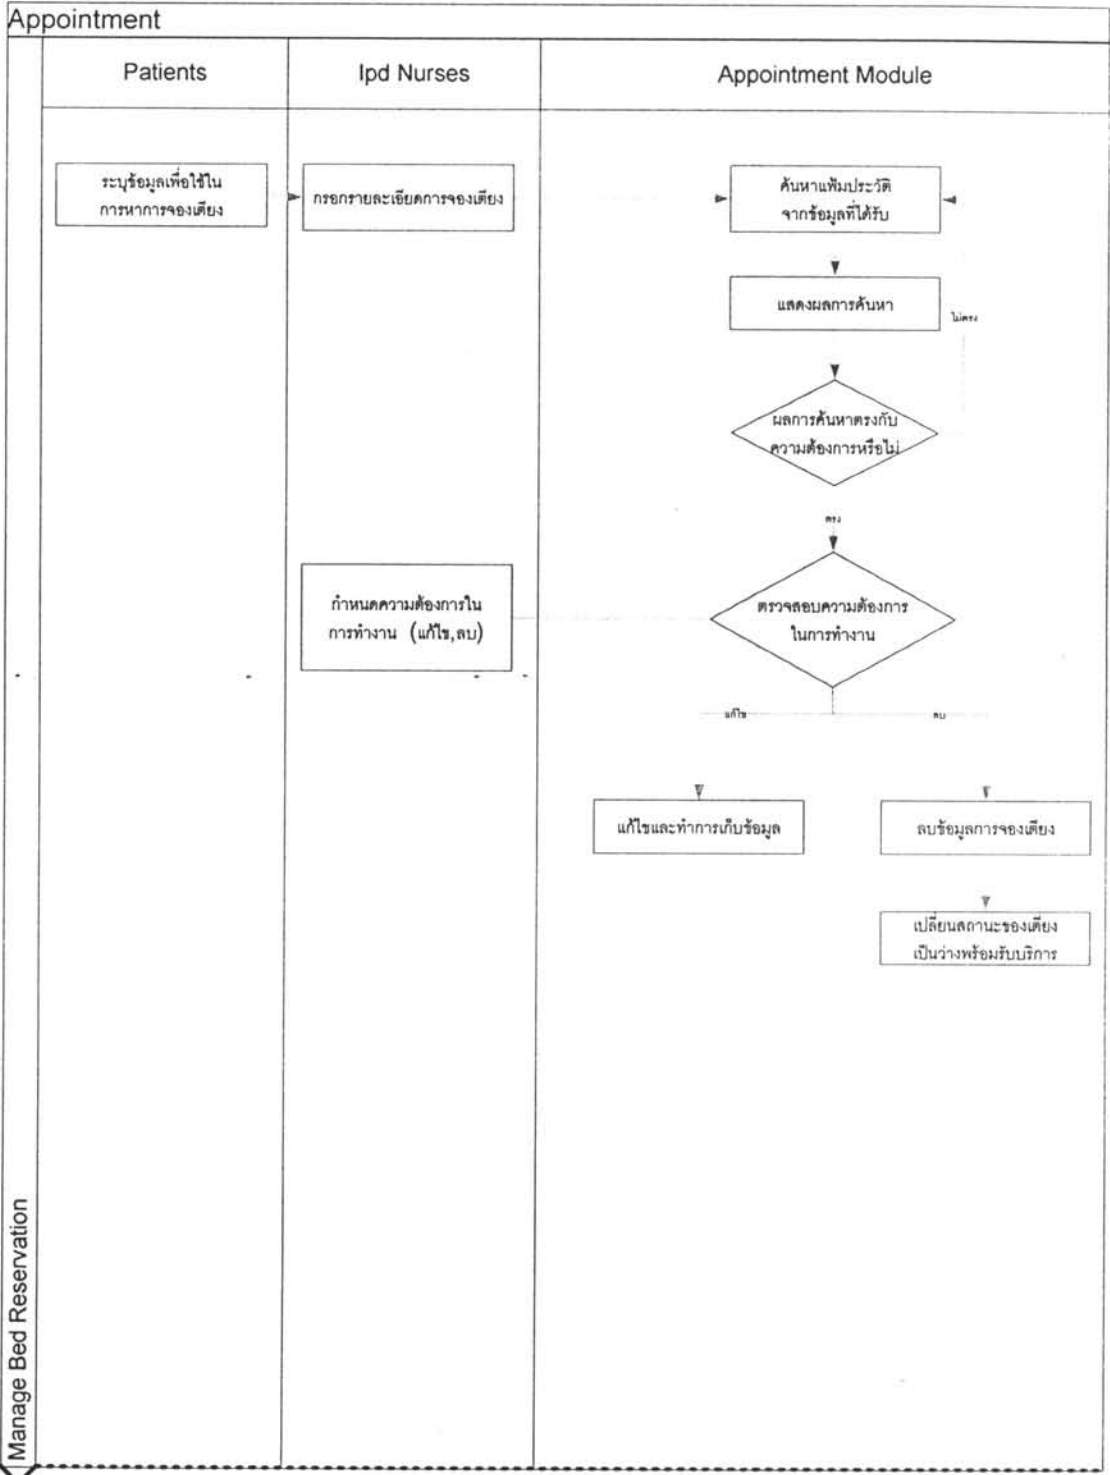 Appointment
Patients
Ipd Nurses
Appointment Module
ระบุข้อมูลเพื่อใช้ใน
การหาการจองเตียง
กรอกรายละเอียดการจองเตียง
ค้นหาแฟ้มประวัติ
จากข้อมูลที่ได้รับ
แสดงผลการค้นหา
ไม่ตรง
ผลการค้นหาตรงกับ
ความต้องการหรือไม่
ตรง
กำหนดความต้องการใน
การทำงาน (แก้ไข,ลบ)
ตรวจสอบความต้องการ
ในการทำงาน
แก้ไข
ลบ
แก้ไขและทำการเก็บข้อมูล
ลบข้อมูลการจองเตียง
เปลี่ยนสถานะของเตียง
เป็นว่างพร้อมรับบริการ
Manage Bed Reservation